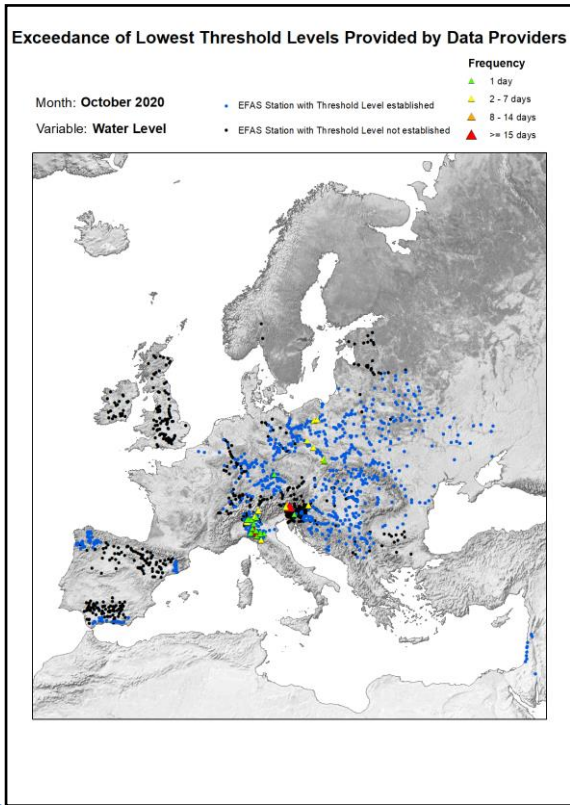 Exceedance of Lowest Threshold Levels Provided by Data Providers
Frequency
1 day
2 - 7 days
8 - 14 days
>= 15 days
Month: October 2020
EFAS Station with Threshold Level established
Variable: Water Level
EFAS Station with Threshold Level not established